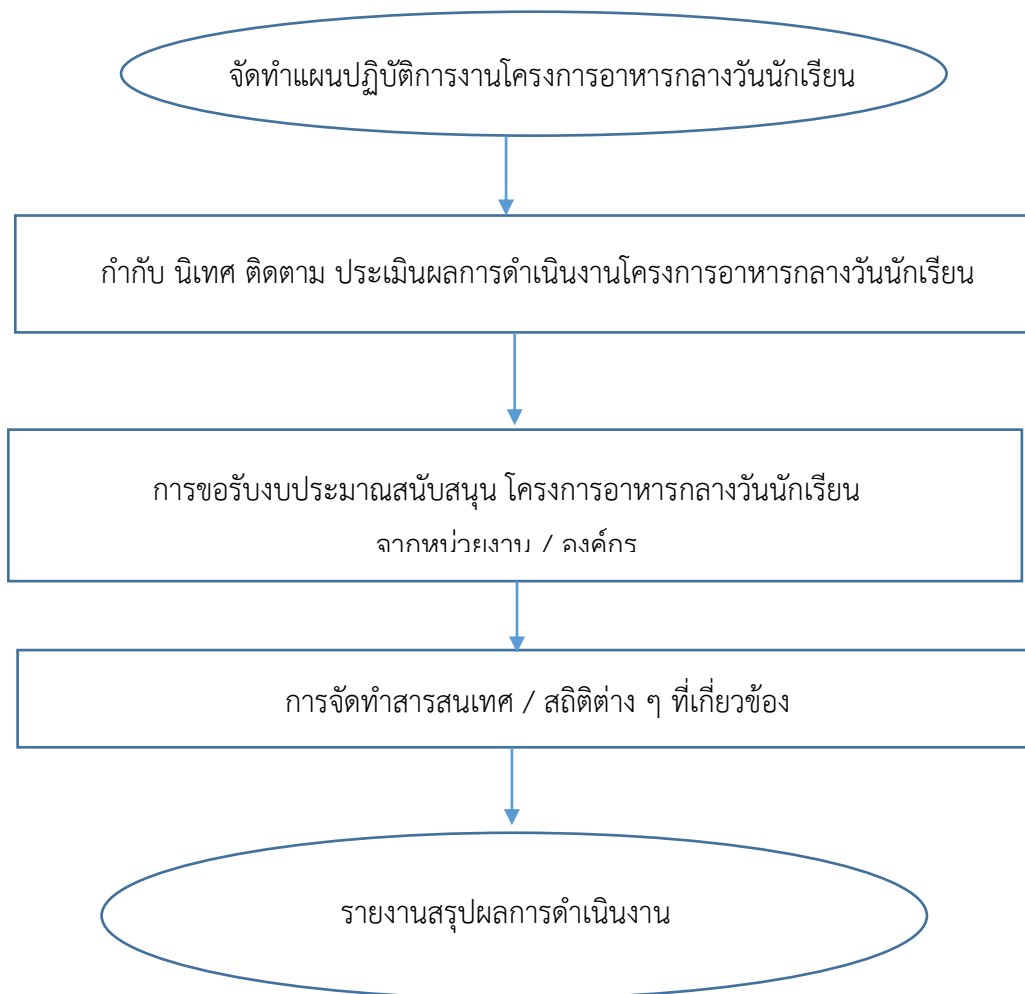 จัดทำแผนปฏิบัติการงานโครงการอาหารกลางวันนักเรียน
กำกับ นิเทศ ติดตาม ประเมินผลการดำเนินงานโครงการอาหารกลางวันนักเรียน
การขอรับงบประมาณสนับสนุน โครงการอาหารกลางวันนักเรียน
จากหน่วยงาน / องค์กร
การจัดทำสารสนเทศ / สถิติต่าง ๆ ที่เกี่ยวข้อง
รายงานสรุปผลการดำเนินงาน